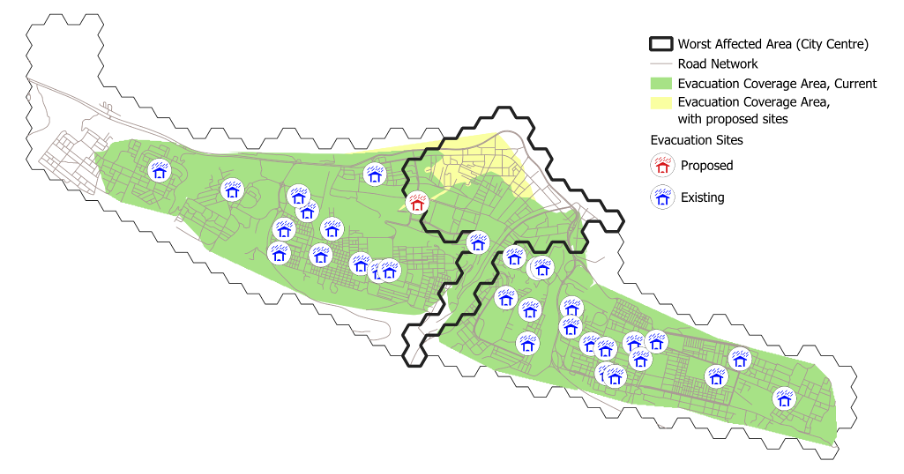 Worst Affected Area (City Centre)
Road Network
Evacuation Coverage Area, Current
Evacuation Coverage Area,
with proposed sites
Evacuation Sites
Proposed
Existing